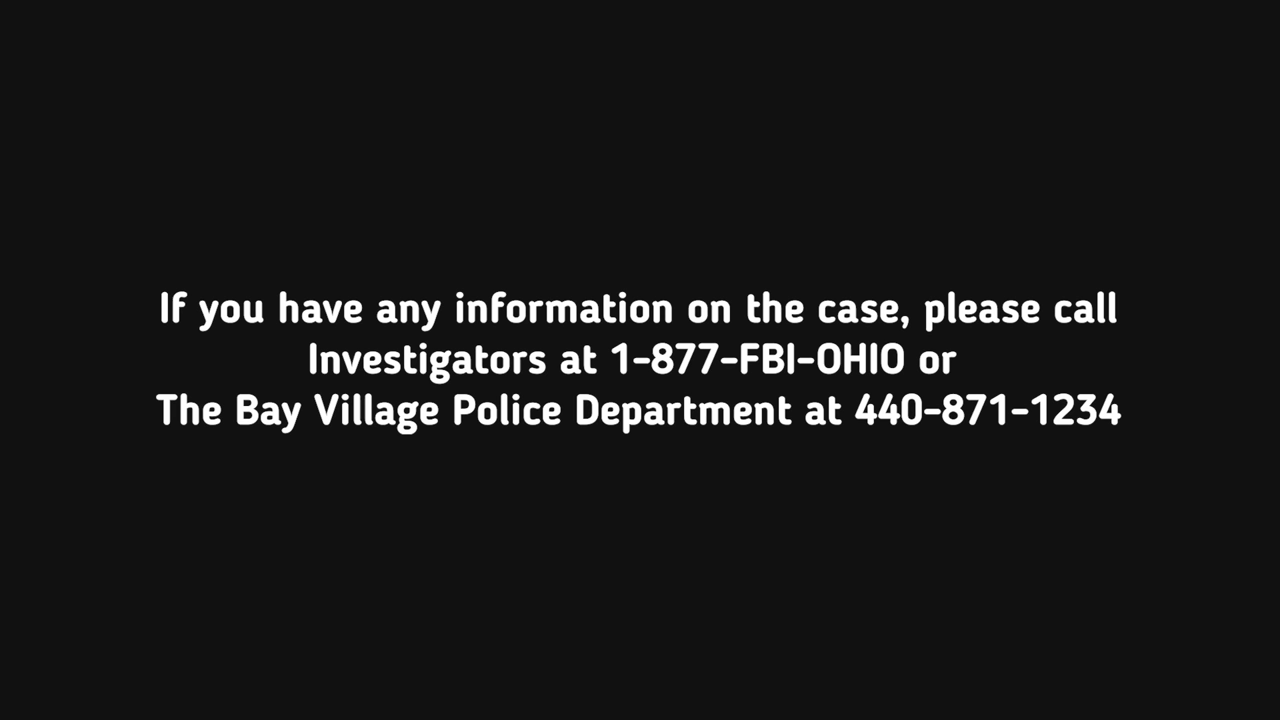 If you have any information on the case, please call
Investigators at 1-877-FBI-OHIO or
The Bay Village Police Department at 440-871-1234